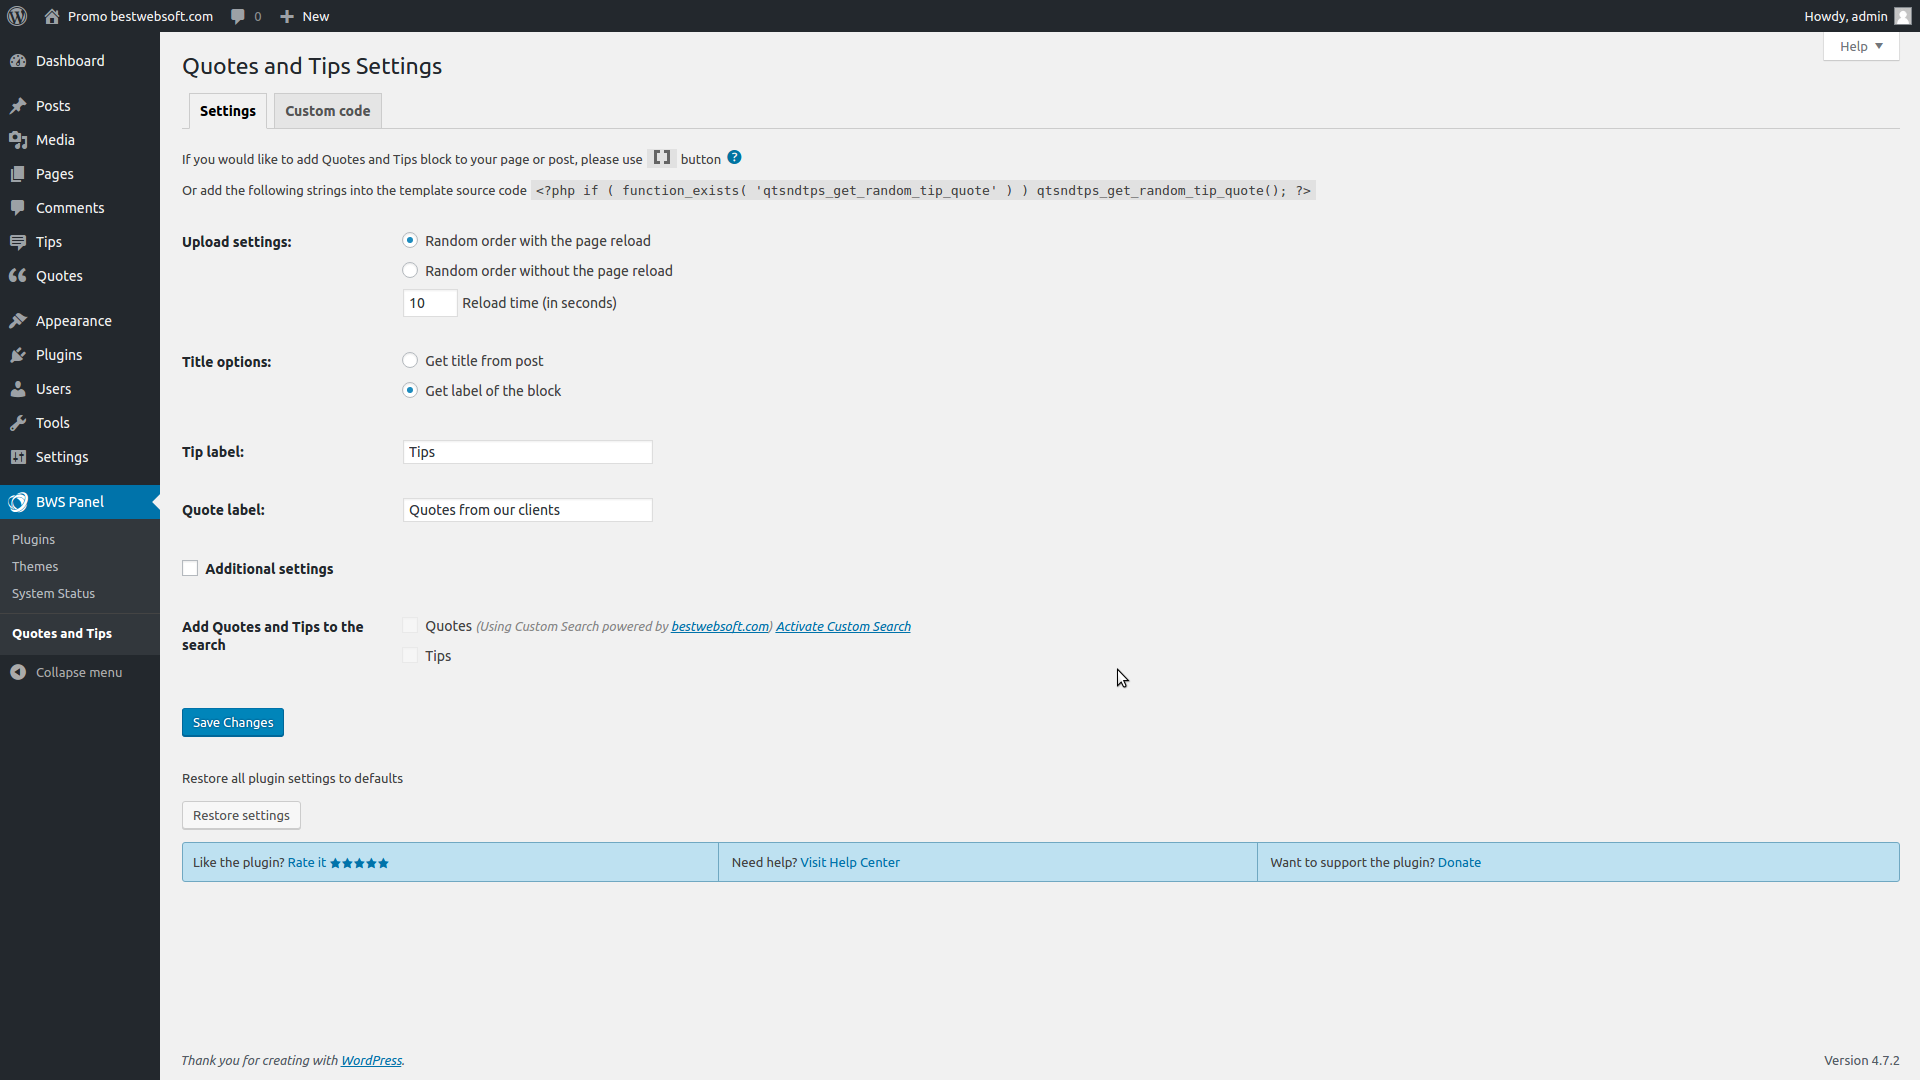 Promo bestwebsoft.com 0 New Howdy, admin
Help
Dashboard
Posts
Media
Pages
Comments
Tips
Quotes
Appearance
Plugins
Users
Tools
Settings
BWS Panel
Plugins
Themes
System Status
Quotes and Tips
Collapse menu
Quotes and Tips Settings
Settings Custom code
If you would like to add Quotes and Tips block to your page or post, please use [ ] button ?
Or add the following strings into the template source code <?php if ( function_exists( 'qtsndtps_get_random_tip_quote' ) ) qtsndtps_get_random_tip_quote(); ?>
Upload settings: Random order with the page reload
Random order without the page reload
10 Reload time (in seconds)
Title options: Get title from post
Get label of the block
Tip label: Tips
Quote label: Quotes from our clients
Additional settings
Add Quotes and Tips to the
search
Quotes (Using Custom Search powered by bestwebsoft.com) Activate Custom Search
Tips
Save Changes
Restore all plugin settings to defaults
Restore settings
Like the plugin? Rate it ★★★★★ Need help? Visit Help Center Want to support the plugin? Donate
Thank you for creating with WordPress. Version 4.7.2